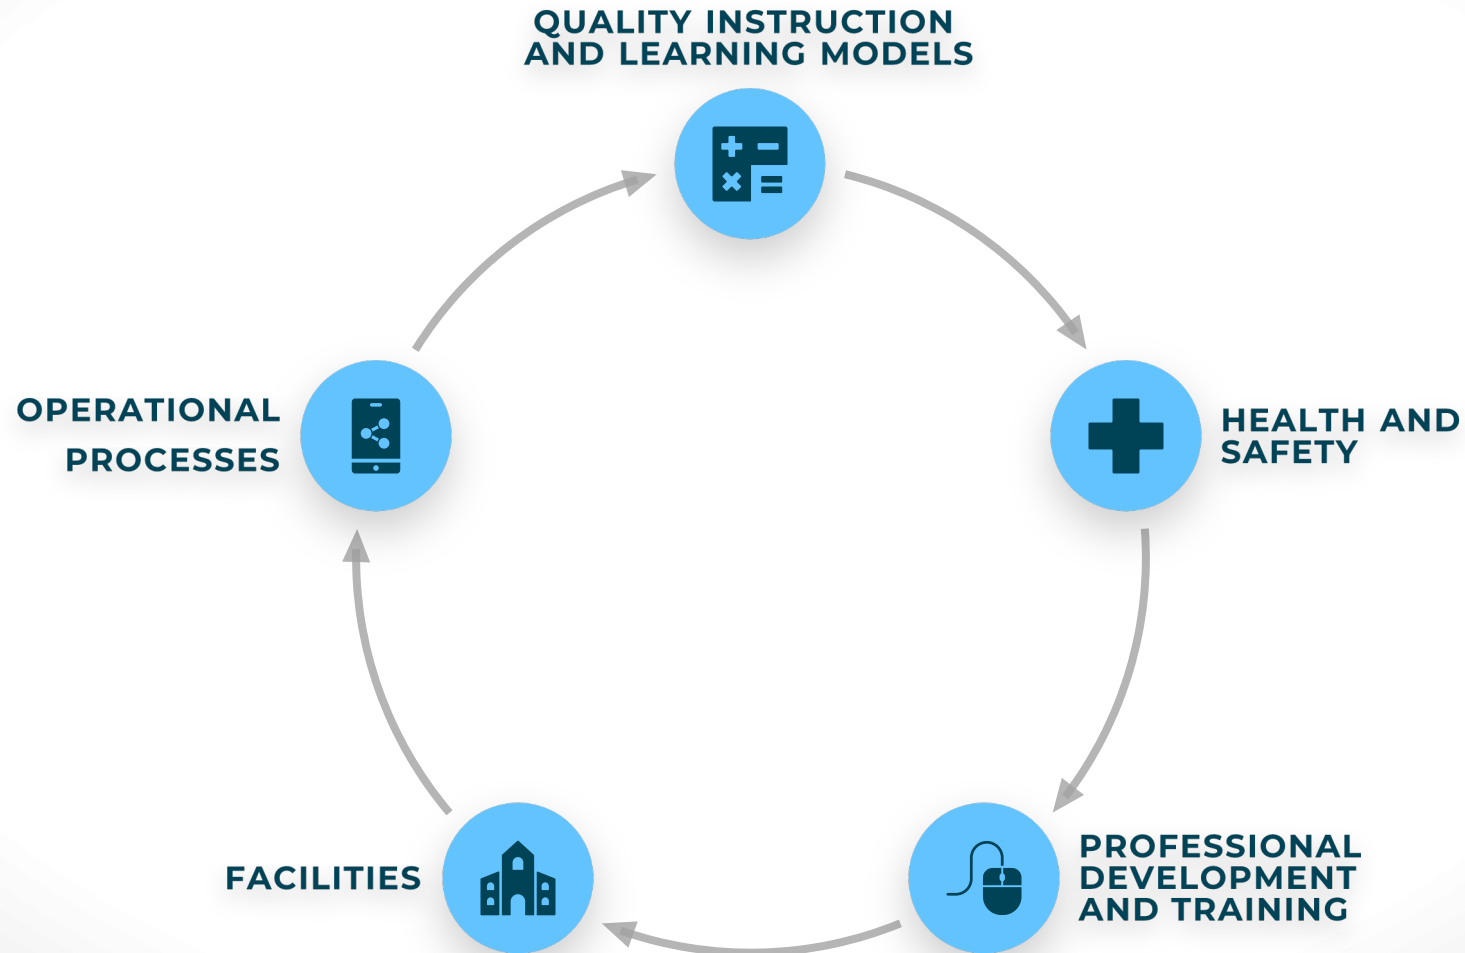 QUALITY INSTRUCTION
AND LEARNING MODELS
OPERATIONAL
PROCESSES
HEALTH AND
SAFETY
FACILITIES
PROFESSIONAL
DEVELOPMENT
AND TRAINING